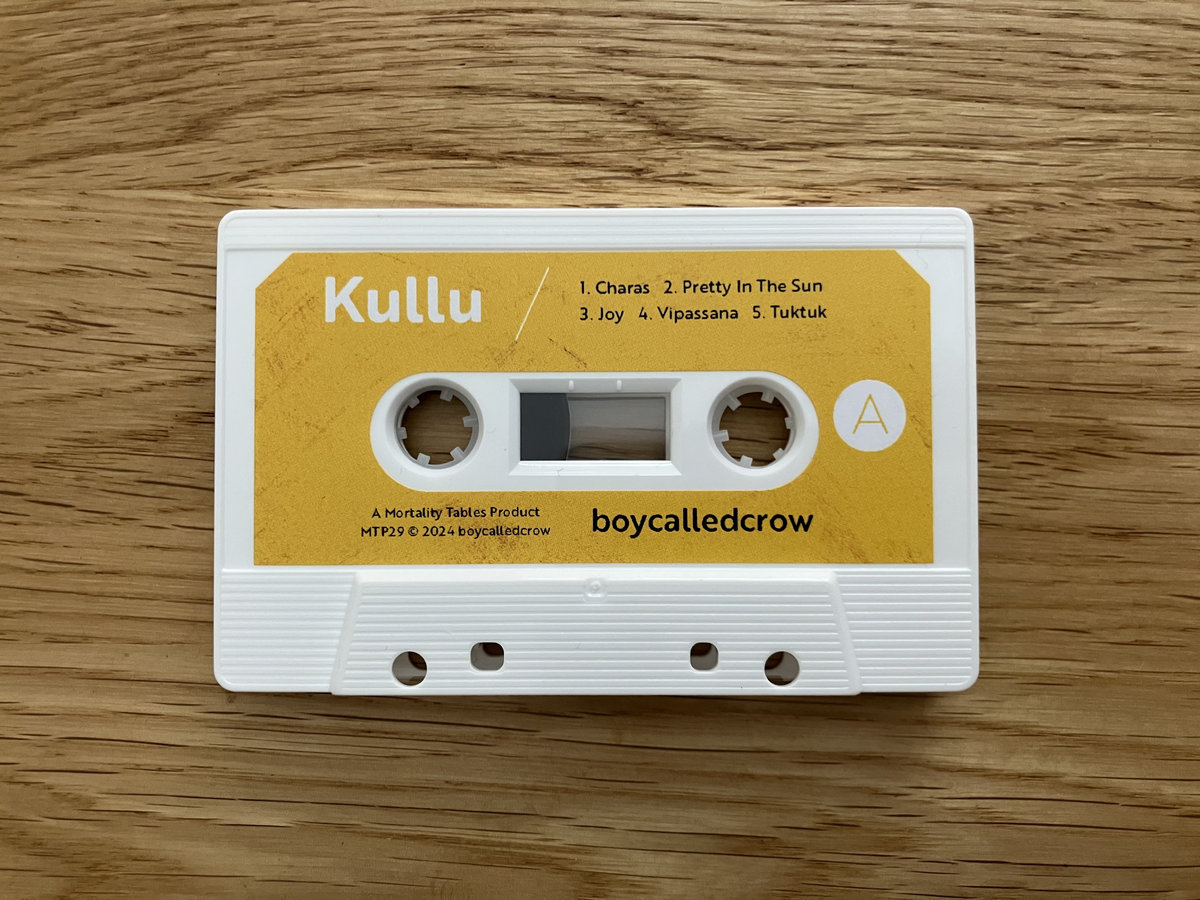 Kullu
1. Charas 2. Pretty In The Sun
3. Joy 4. Vipassana 5. Tuktuk
A
A Mortality Tables Product
MTP29 © 2024 boycalledcrow
boycalledcrow